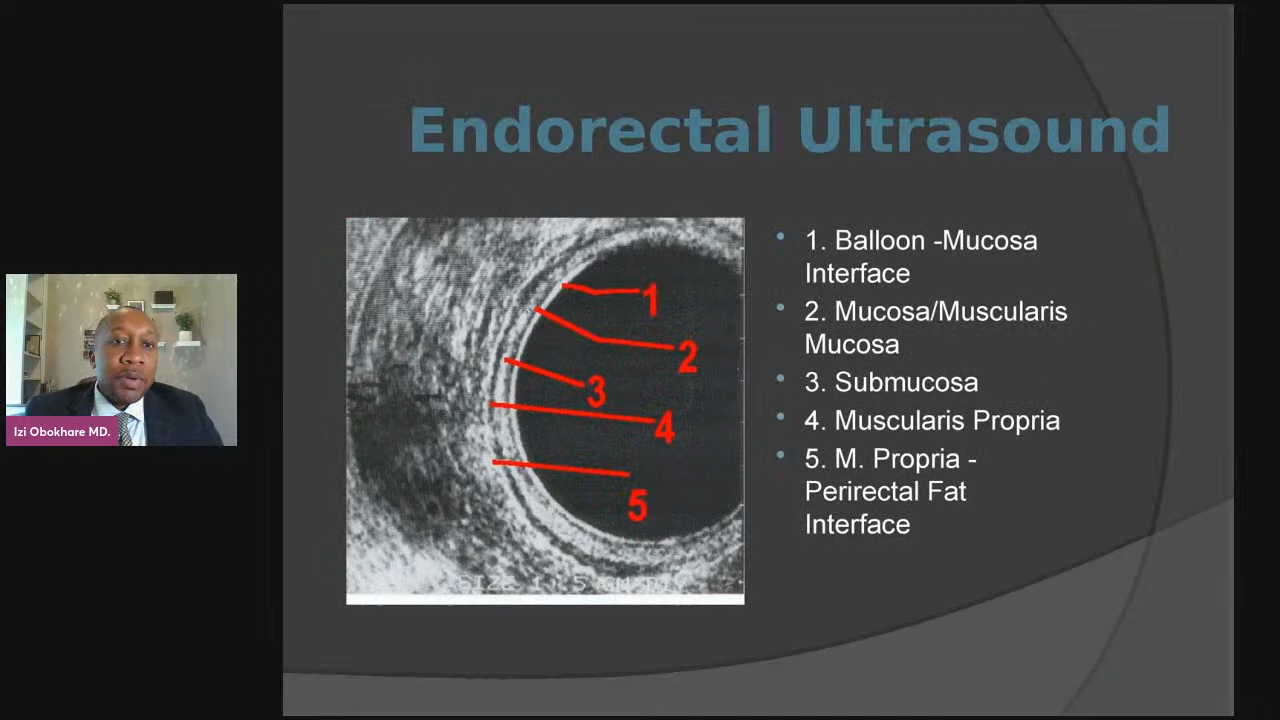 Endorectal Ultrasound
1
2
3
4
5
1. Balloon -Mucosa
Interface
2. Mucosa/Muscularis
Mucosa
3. Submucosa
4. Muscularis Propria
5. M. Propria -
Perirectal Fat
Interface
Izi Obokhare MD.